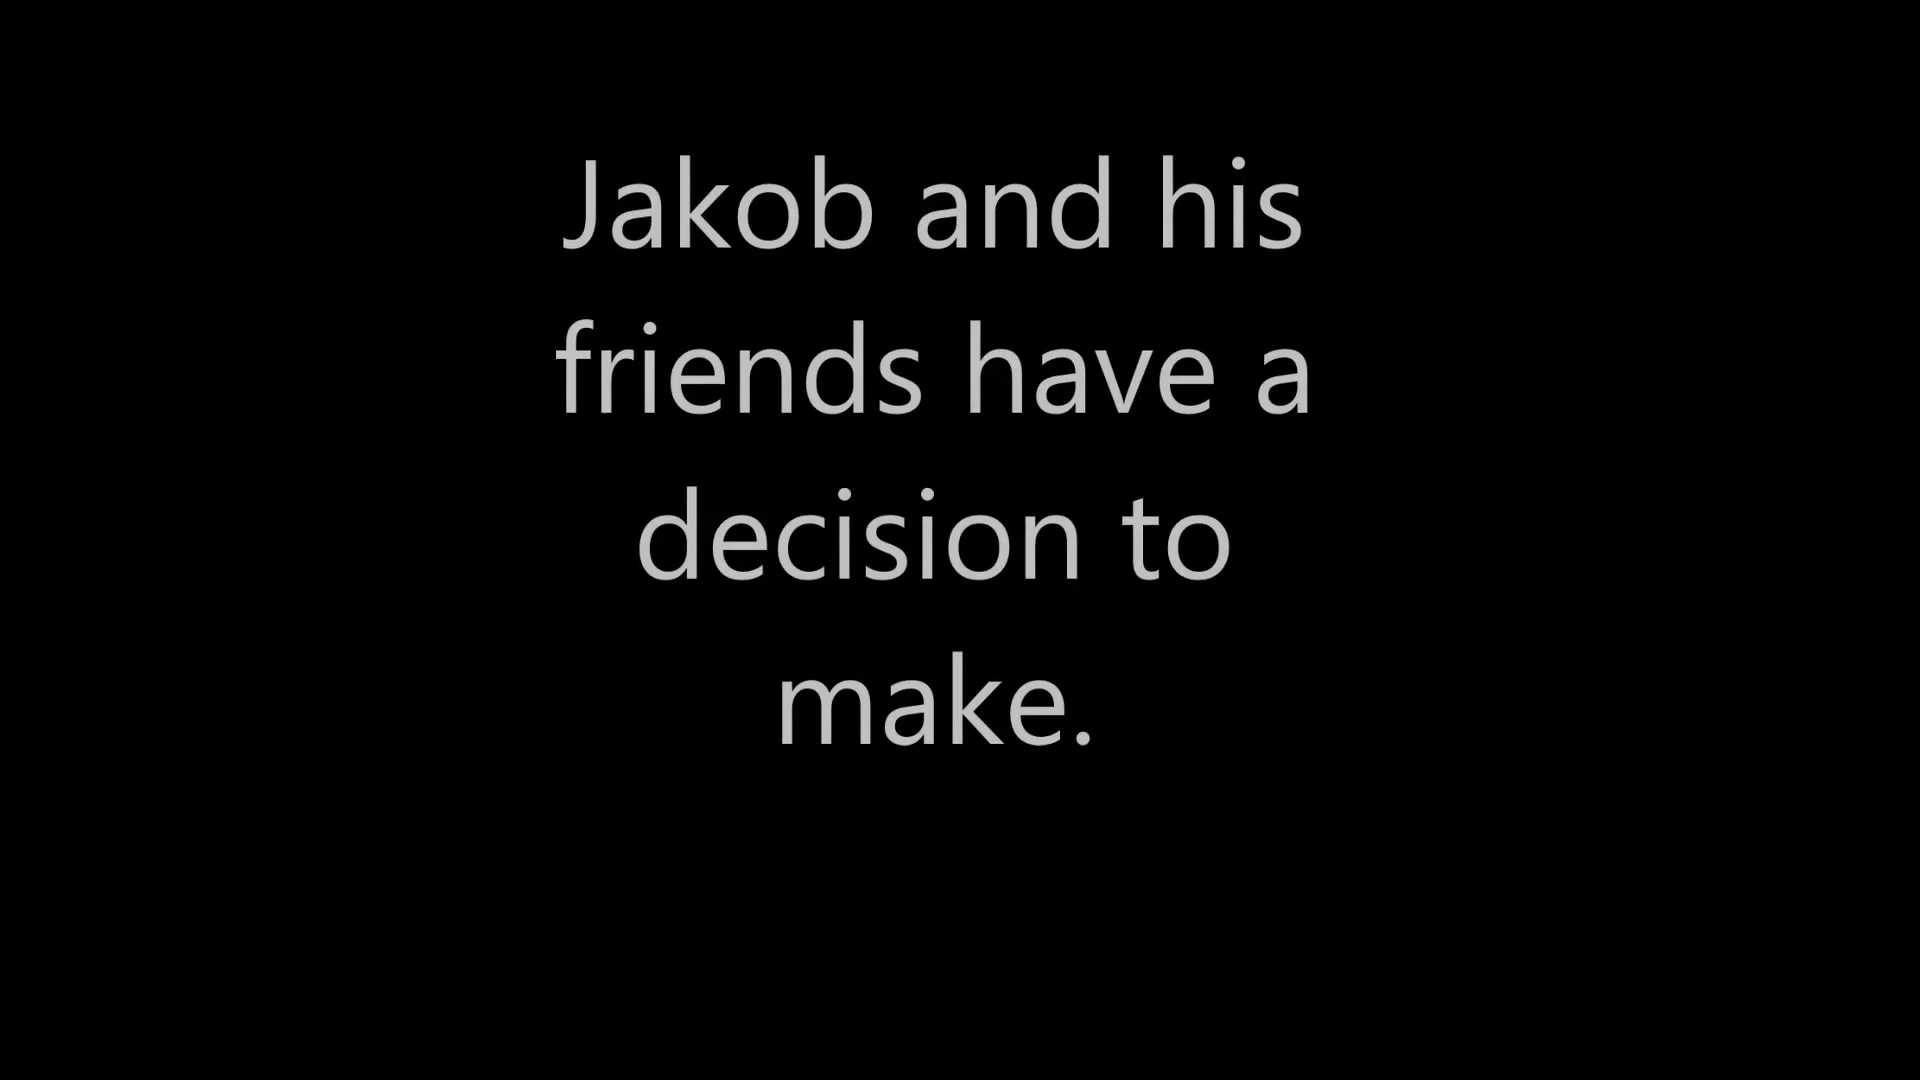 Jakob and his
friends have a
decision to
make.